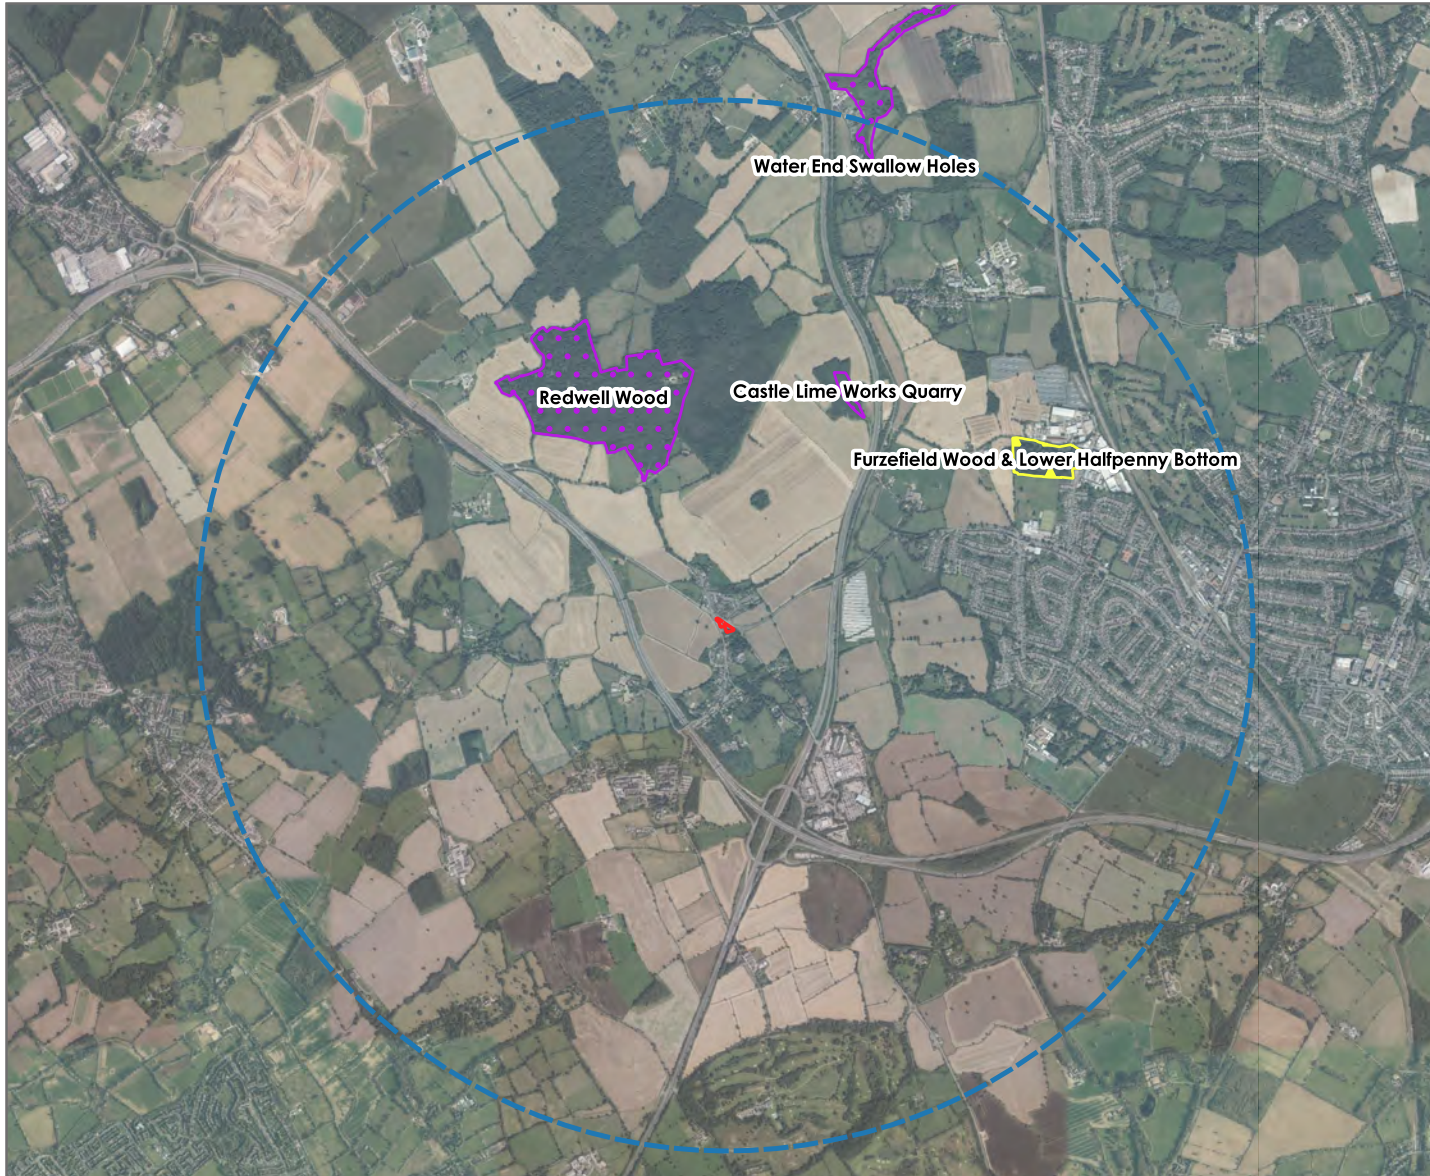 Water End Swallow Holes
Redwell Wood
Castle Lime Works Quarry
Furzefield Wood & Lower Halfpenny Bottom